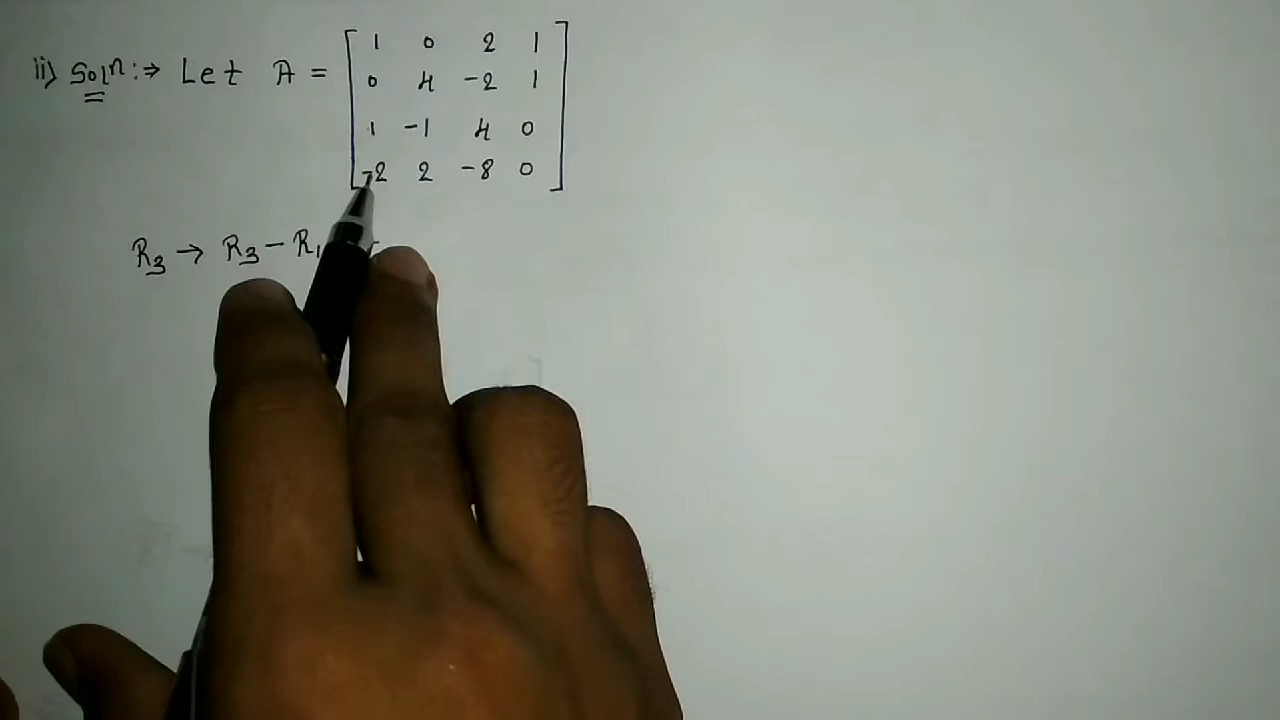 ii) Solⁿ:⇒ Let A = [ 1 0 2 1
0 4 -2 1
1 -1 4 0
-2 2 -8 0 ]
R₃ → R₃ - R₁